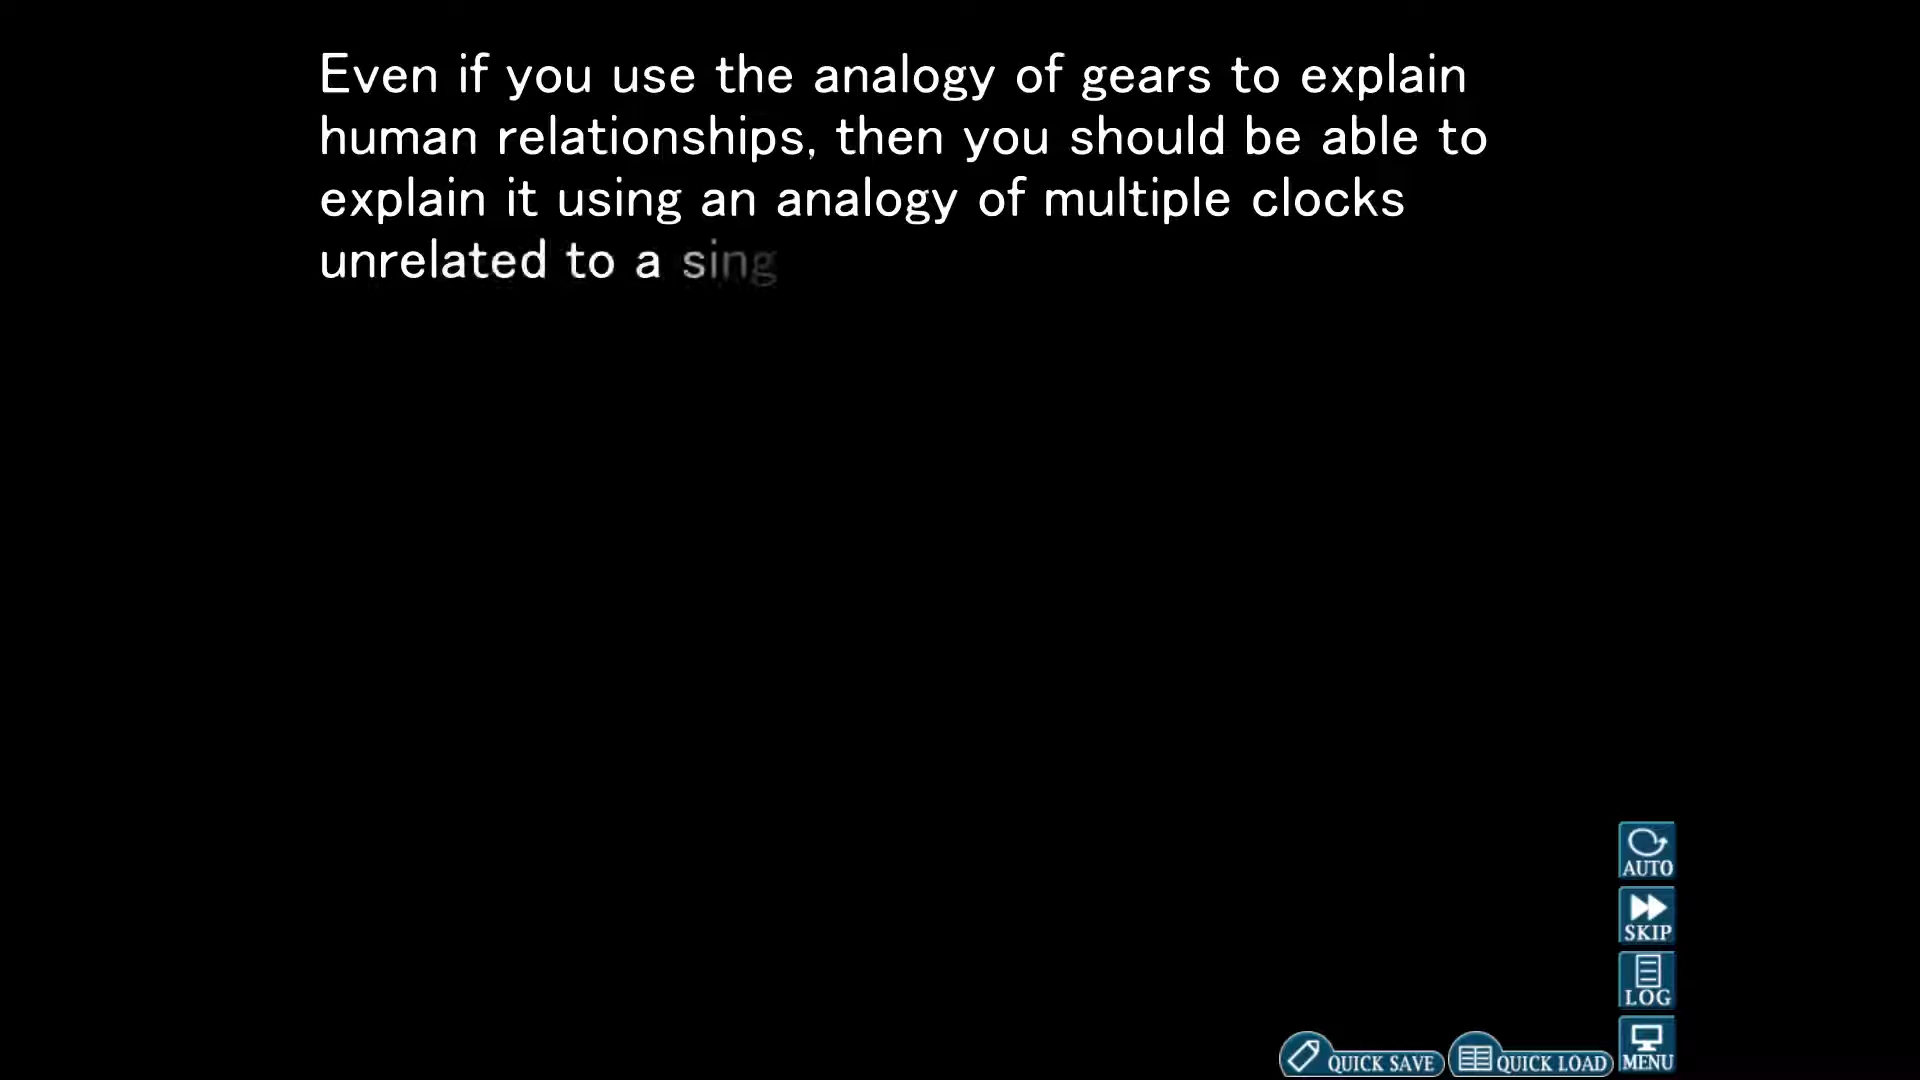 Even if you use the analogy of gears to explain
human relationships, then you should be able to
explain it using an analogy of multiple clocks
unrelated to a sing
AUTO
SKIP
LOG
MENU
QUICK SAVE
QUICK LOAD